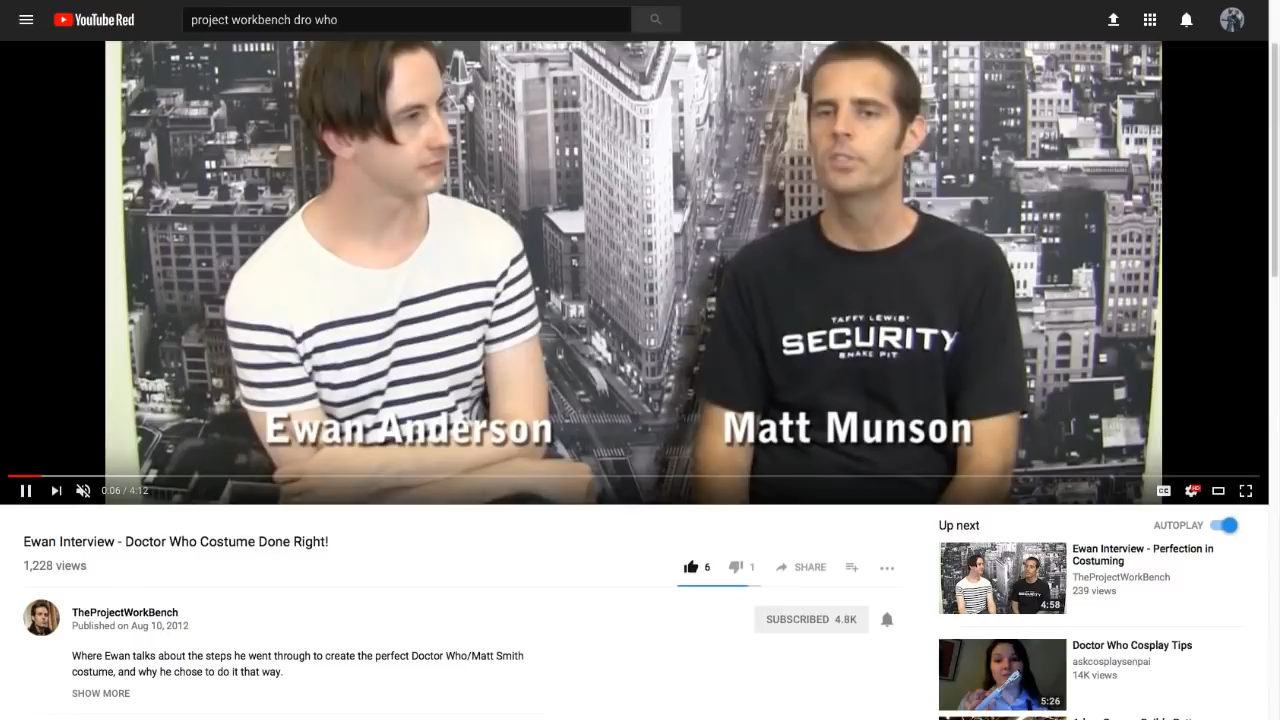 YouTube Red
project workbench dro who
TAFFY LEWIS'
SECURITY
SNAKE PIT
Ewan Anderson
Matt Munson
0:06 / 4:12
CC
HD
Ewan Interview - Doctor Who Costume Done Right!
1,228 views
6
1
SHARE
TheProjectWorkBench
Published on Aug 10, 2012
SUBSCRIBED 4.8K
Where Ewan talks about the steps he went through to create the perfect Doctor Who/Matt Smith
costume, and why he chose to do it that way.
SHOW MORE
Up next
AUTOPLAY
SECURITY
4:58
Ewan Interview - Perfection in
Costuming
TheProjectWorkBench
239 views
5:26
Doctor Who Cosplay Tips
askcosplaysenpai
14K views